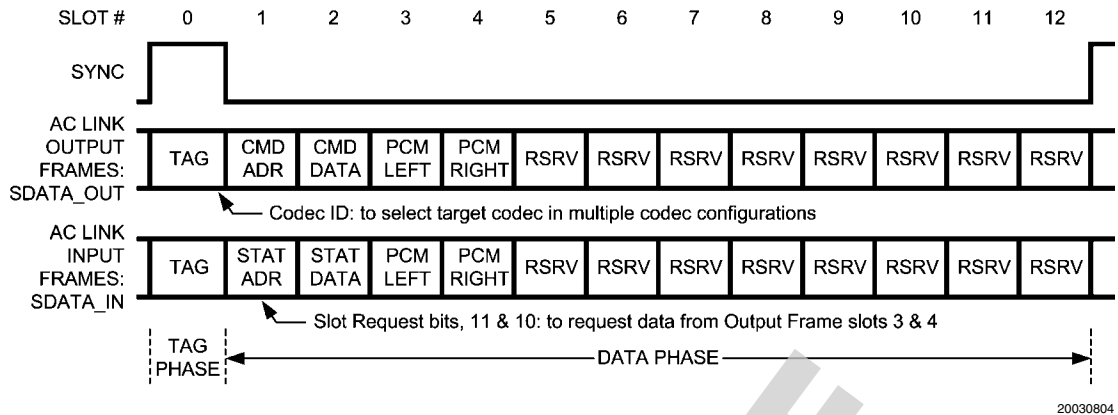 SLOT # 0 1 2 3 4 5 6 7 8 9 10 11 12
SYNC
AC LINK
OUTPUT
FRAMES:
SDATA_OUT
TAG
CMD
ADR
CMD
DATA
PCM
LEFT
PCM
RIGHT
RSRV RSRV RSRV RSRV RSRV RSRV RSRV RSRV
Codec ID: to select target codec in multiple codec configurations
AC LINK
INPUT
FRAMES:
SDATA_IN
TAG
STAT
ADR
STAT
DATA
PCM
LEFT
PCM
RIGHT
RSRV RSRV RSRV RSRV RSRV RSRV RSRV RSRV
Slot Request bits, 11 & 10: to request data from Output Frame slots 3 & 4
TAG
PHASE
DATA PHASE
20030804